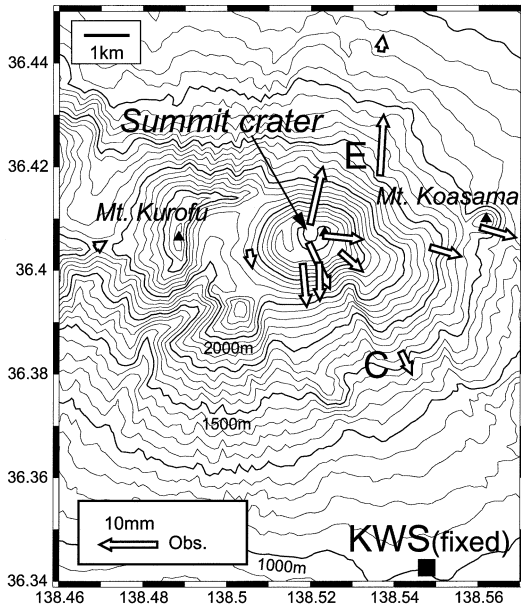 36.44
36.42
36.4
36.38
36.36
36.34
1km
Summit crater
E
Mt. Kurofu
Mt. Koasama
2000m
C
1500m
10mm
Obs.
KWS(fixed)
1000m
138.46 138.48 138.5 138.52 138.54 138.56